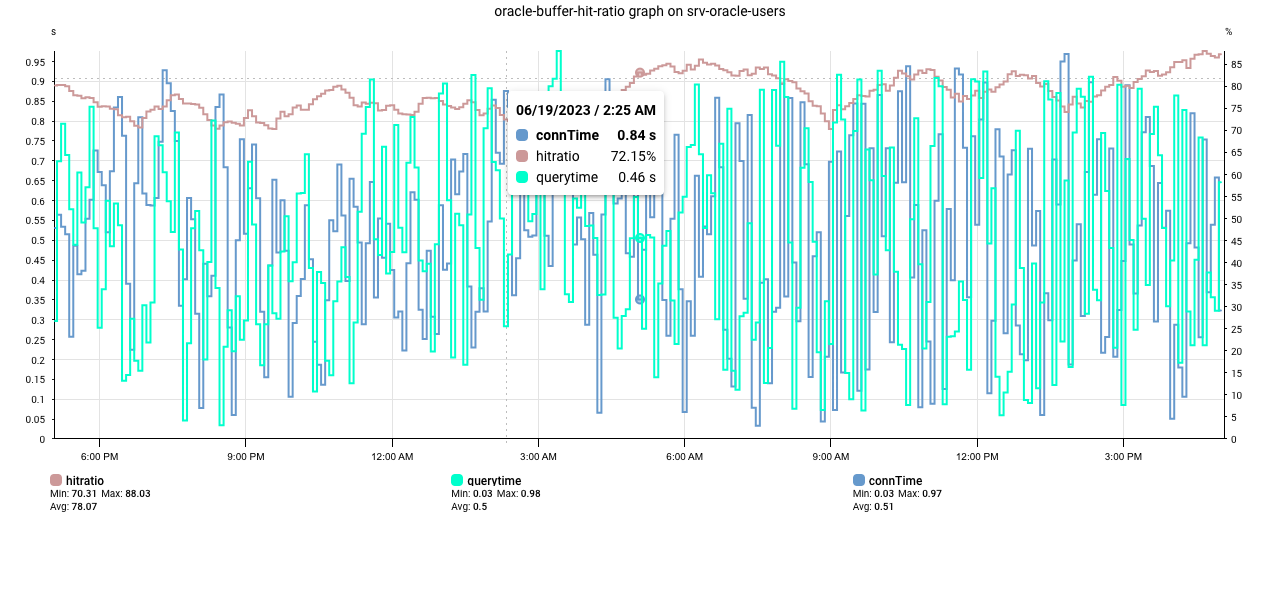 oracle-buffer-hit-ratio graph on srv-oracle-users
s %
0.95
0.9
0.85
0.8
0.75
0.7
0.65
0.6
0.55
0.5
0.45
0.4
0.35
0.3
0.25
0.2
0.15
0.1
0.05
0
85
80
75
70
65
60
55
50
45
40
35
30
25
20
15
10
5
0
06/19/2023 / 2:25 AM
connTime 0.84 s
hitratio 72.15%
querytime 0.46 s
6:00 PM 9:00 PM 12:00 AM 3:00 AM 6:00 AM 9:00 AM 12:00 PM 3:00 PM
hitratio
Min: 70.31 Max: 88.03
Avg: 78.07
querytime
Min: 0.03 Max: 0.98
Avg: 0.5
connTime
Min: 0.03 Max: 0.97
Avg: 0.51